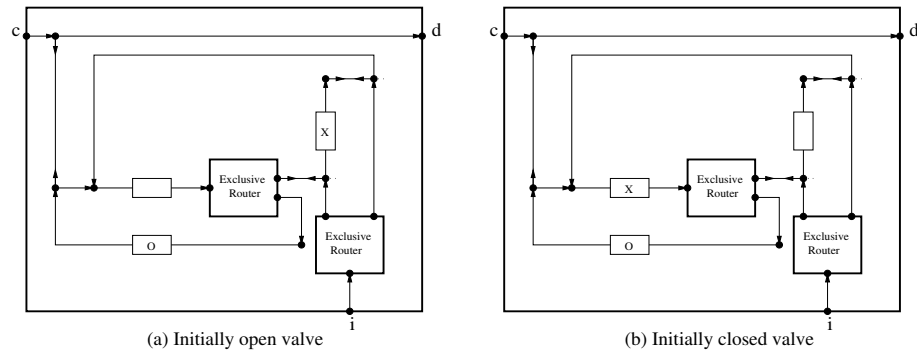 c
d
X
Exclusive
Router
O
Exclusive
Router
i
(a) Initially open valve
c
d
X
Exclusive
Router
O
Exclusive
Router
i
(b) Initially closed valve